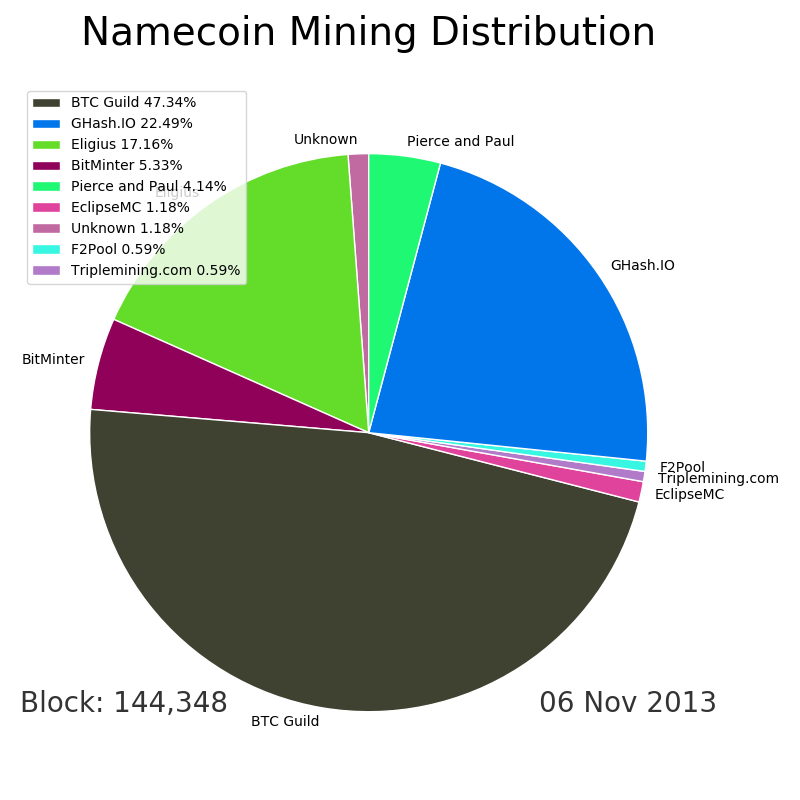 Namecoin Mining Distribution
BTC Guild 47.34%
GHash.IO 22.49%
Eligius 17.16%
BitMinter 5.33%
Pierce and Paul 4.14%
EclipseMC 1.18%
Unknown 1.18%
F2Pool 0.59%
Triplemining.com 0.59%
Unknown
Pierce and Paul
Eligius
GHash.IO
BitMinter
F2Pool
Triplemining.com
EclipseMC
Block: 144,348
06 Nov 2013
BTC Guild